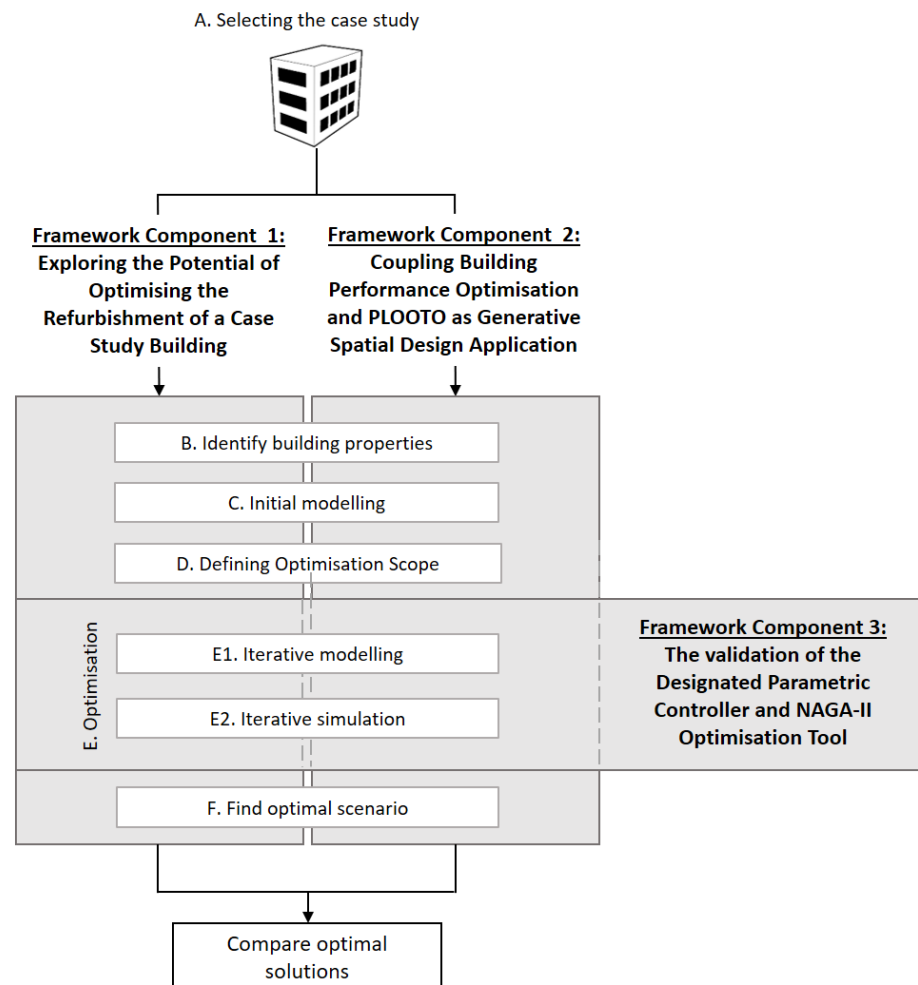 A. Selecting the case study
Framework Component 1:
Exploring the Potential of
Optimising the
Refurbishment of a Case
Study Building
Framework Component 2:
Coupling Building
Performance Optimisation
and PLOOTO as Generative
Spatial Design Application
B. Identify building properties
C. Initial modelling
D. Defining Optimisation Scope
E. Optimisation
E1. Iterative modelling
E2. Iterative simulation
Framework Component 3:
The validation of the
Designated Parametric
Controller and NAGA-II
Optimisation Tool
F. Find optimal scenario
Compare optimal
solutions